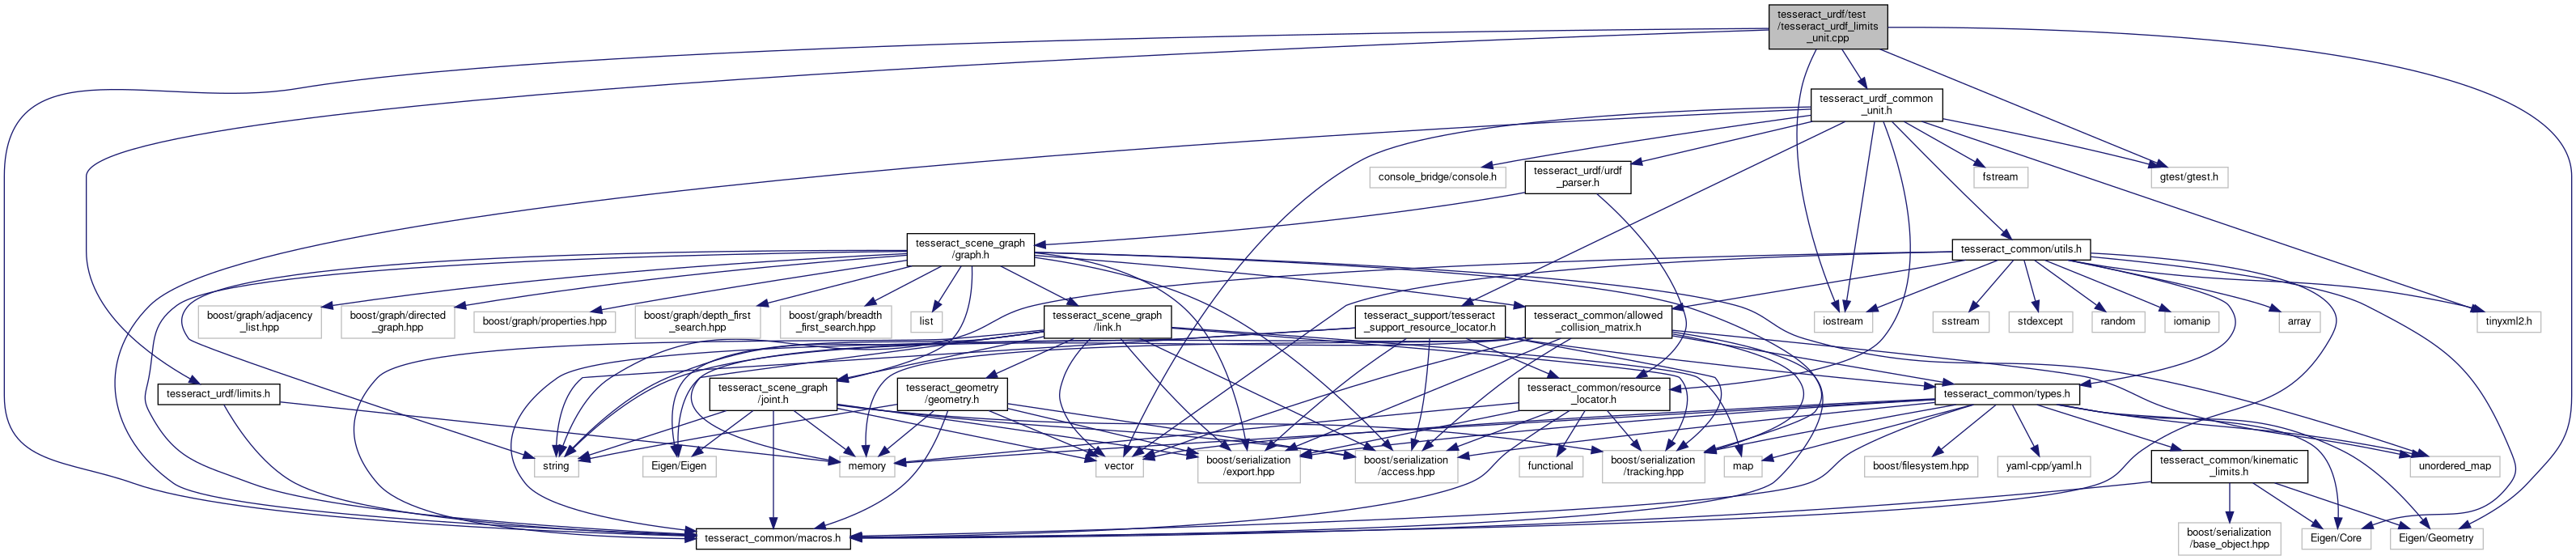 tesseract_urdf/test
/tesseract_urdf_limits
_unit.cpp
tesseract_urdf_common
_unit.h
console_bridge/console.h
tesseract_urdf/urdf
_parser.h
fstream
gtest/gtest.h
tesseract_scene_graph
/graph.h
tesseract_common/utils.h
boost/graph/adjacency
_list.hpp
boost/graph/directed
_graph.hpp
boost/graph/properties.hpp
boost/graph/depth_first
_search.hpp
boost/graph/breadth
_first_search.hpp
list
tesseract_scene_graph
/link.h
tesseract_support/tesseract
_support_resource_locator.h
tesseract_common/allowed
_collision_matrix.h
iostream
sstream
stdexcept
random
iomanip
array
tinyxml2.h
tesseract_urdf/limits.h
tesseract_scene_graph
/joint.h
tesseract_geometry
/geometry.h
tesseract_common/resource
_locator.h
tesseract_common/types.h
string
Eigen/Eigen
memory
vector
boost/serialization
/export.hpp
boost/serialization
/access.hpp
functional
boost/serialization
/tracking.hpp
map
boost/filesystem.hpp
yaml-cpp/yaml.h
tesseract_common/kinematic
_limits.h
unordered_map
tesseract_common/macros.h
boost/serialization
/base_object.hpp
Eigen/Core
Eigen/Geometry